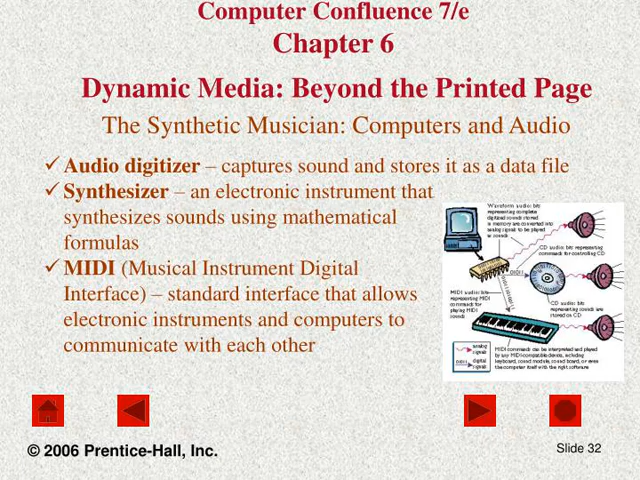 Computer Confluence 7/e
Chapter 6
Dynamic Media: Beyond the Printed Page
The Synthetic Musician: Computers and Audio
Audio digitizer – captures sound and stores it as a data file
Synthesizer – an electronic instrument that
synthesizes sounds using mathematical
formulas
MIDI (Musical Instrument Digital
Interface) – standard interface that allows
electronic instruments and computers to
communicate with each other
Waveform audio: bits
representing complete
digitized sounds stored
in memory are converted into
analog signals to be played
as sounds
CD audio: bits representing
commands for controlling CD
MIDI audio: bits
representing MIDI
commands for
playing MIDI
sounds
CD audio: bits
representing sounds are
stored on CD
analog
signals
digital
signals
MIDI commands can be interpreted and played
by any MIDI-compatible device, including
keyboard, sound module, sound board, or even
the computer itself with the right software
© 2006 Prentice-Hall, Inc.
Slide 32